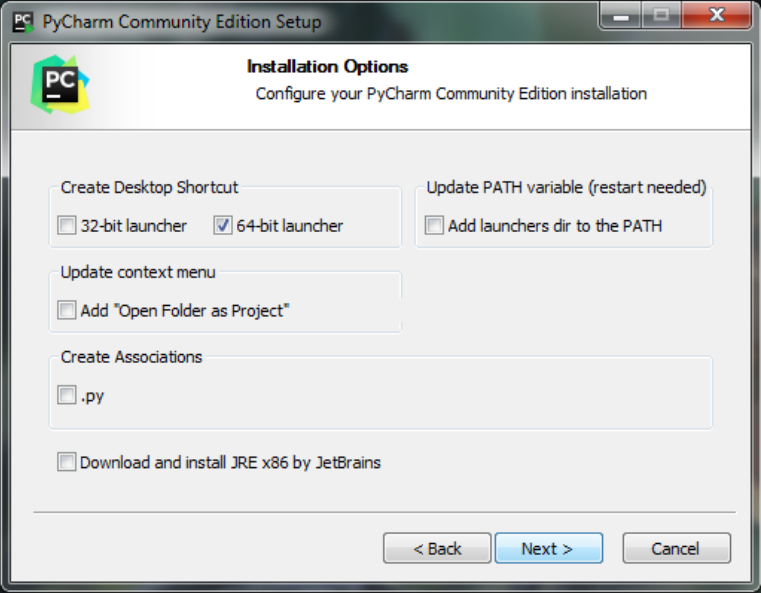 PC PyCharm Community Edition Setup
PC
Installation Options
Configure your PyCharm Community Edition installation
Create Desktop Shortcut
32-bit launcher
64-bit launcher
Update PATH variable (restart needed)
Add launchers dir to the PATH
Update context menu
Add "Open Folder as Project"
Create Associations
.py
Download and install JRE x86 by JetBrains
< Back
Next >
Cancel